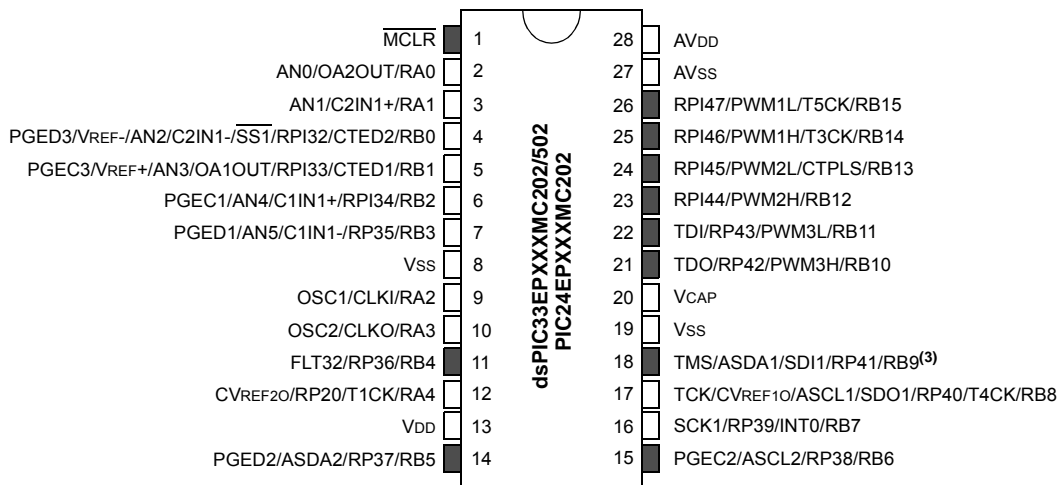 MCLR 1 28 AVDD
AN0/OA2OUT/RA0 2 27 AVSS
AN1/C2IN1+/RA1 3 26 RPI47/PWM1L/T5CK/RB15
PGED3/VREF-/AN2/C2IN1-/SS1/RPI32/CTED2/RB0 4 25 RPI46/PWM1H/T3CK/RB14
PGEC3/VREF+/AN3/OA1OUT/RPI33/CTED1/RB1 5 24 RPI45/PWM2L/CTPLS/RB13
PGEC1/AN4/C1IN1+/RPI34/RB2 6 23 RPI44/PWM2H/RB12
PGED1/AN5/C1IN1-/RP35/RB3 7 22 TDI/RP43/PWM3L/RB11
VSS 8 21 TDO/RP42/PWM3H/RB10
OSC1/CLKI/RA2 9 20 VCAP
OSC2/CLKO/RA3 10 19 VSS
FLT32/RP36/RB4 11 18 TMS/ASDA1/SDI1/RP41/RB9(3)
CVREF2O/RP20/T1CK/RA4 12 17 TCK/CVREF1O/ASCL1/SDO1/RP40/T4CK/RB8
VDD 13 16 SCK1/RP39/INT0/RB7
PGED2/ASDA2/RP37/RB5 14 15 PGEC2/ASCL2/RP38/RB6
dsPIC33EPXXXMC202/502
PIC24EPXXXMC202